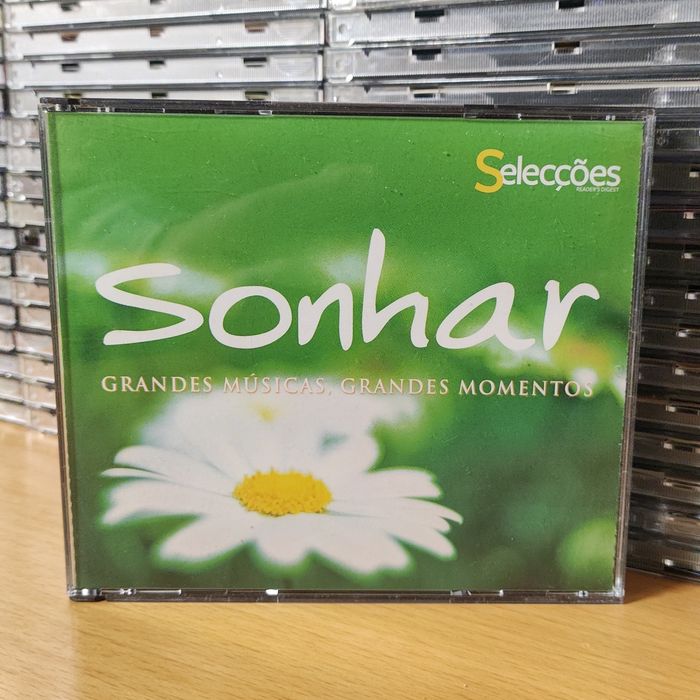 Selecções
READER'S DIGEST
Sonhar
GRANDES MÚSICAS, GRANDES MOMENTOS